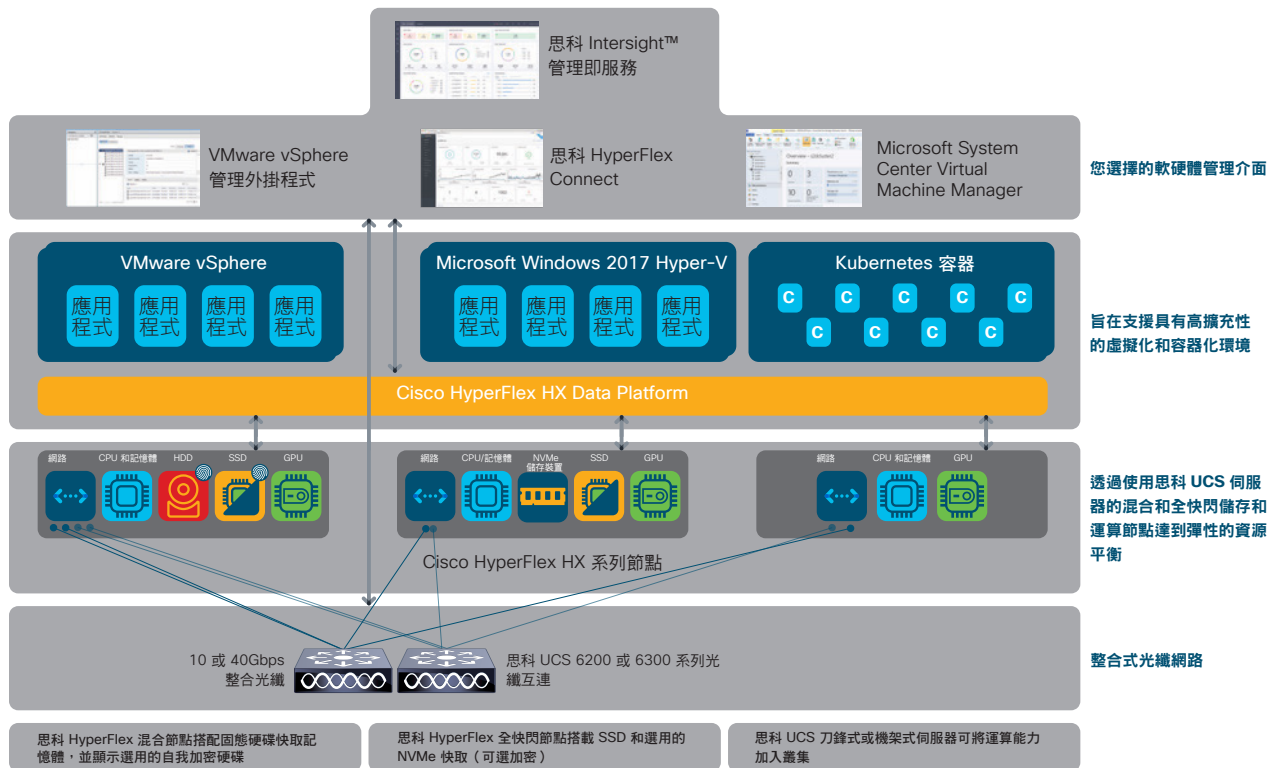 思科 Intersight™
管理即服務
VMware vSphere
管理外掛程式
思科 HyperFlex
Connect
Microsoft System
Center Virtual
Machine Manager
您選擇的軟硬體管理介面
VMware vSphere
應用
程式
應用
程式
應用
程式
應用
程式
Microsoft Windows 2017 Hyper-V
應用
程式
應用
程式
應用
程式
應用
程式
Kubernetes 容器
C C C C C
C C C C
旨在支援具有高擴充性
的虛擬化和容器化環境
Cisco HyperFlex HX Data Platform
網路 CPU 和記憶體 HDD SSD GPU
網路 CPU/記憶體 NVMe
儲存裝置 SSD GPU
網路 CPU 和記憶體 GPU
Cisco HyperFlex HX 系列節點
透過使用思科 UCS 伺服
器的混合和全快閃儲存和
運算節點達到彈性的資源
平衡
10 或 40Gbps
整合光纖
思科 UCS 6200 或 6300 系列光
纖互連
整合式光纖網路
思科 HyperFlex 混合節點搭配固態硬碟快取記
憶體，並顯示選用的自我加密硬碟
思科 HyperFlex 全快閃節點搭載 SSD 和選用的
NVMe 快取（可選加密）
思科 UCS 刀鋒式或機架式伺服器可將運算能力
加入叢集